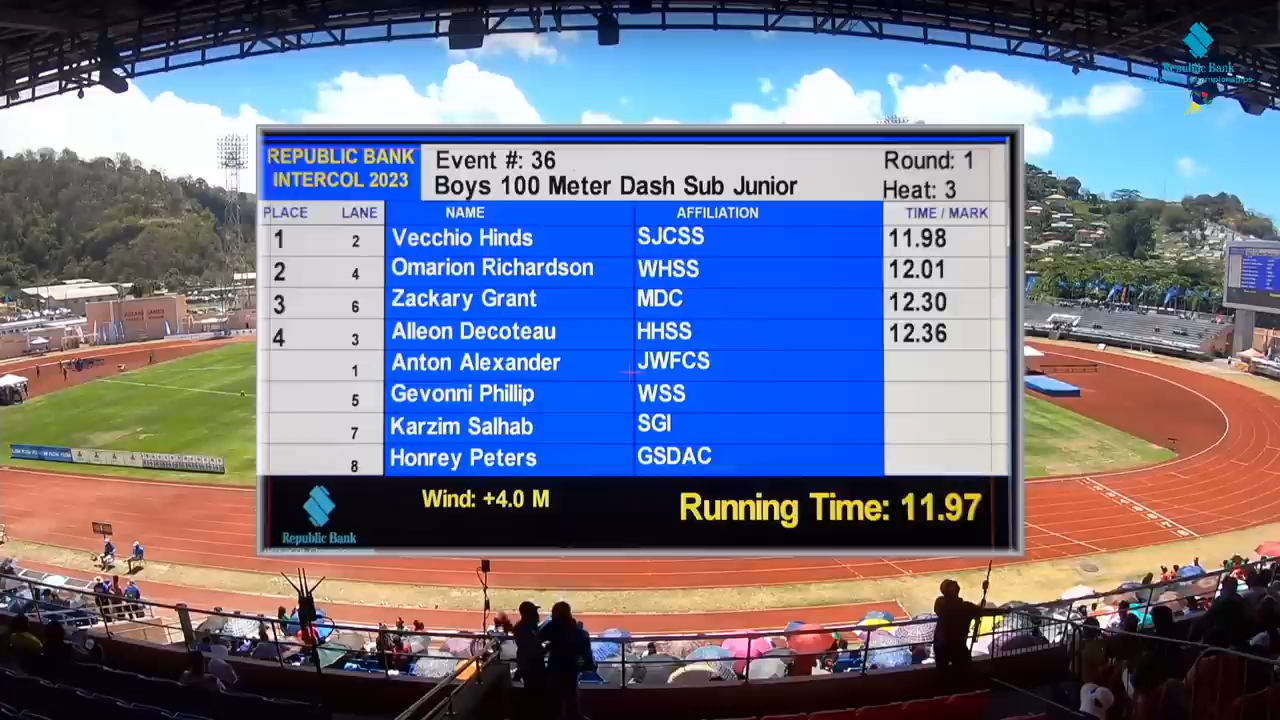 Republic Bank
REPUBLIC BANK
INTERCOL 2023
Event #: 36
Boys 100 Meter Dash Sub Junior
Round: 1
Heat: 3
PLACE LANE NAME AFFILIATION TIME / MARK
1 2 Vecchio Hinds SJCSS 11.98
2 4 Omarion Richardson WHSS 12.01
3 6 Zackary Grant MDC 12.30
4 3 Alleon Decoteau HHSS 12.36
1 Anton Alexander JWFCS
5 Gevonni Phillip WSS
7 Karzim Salhab SGI
8 Honrey Peters GSDAC
Wind: +4.0 M
Running Time: 11.97
Republic Bank